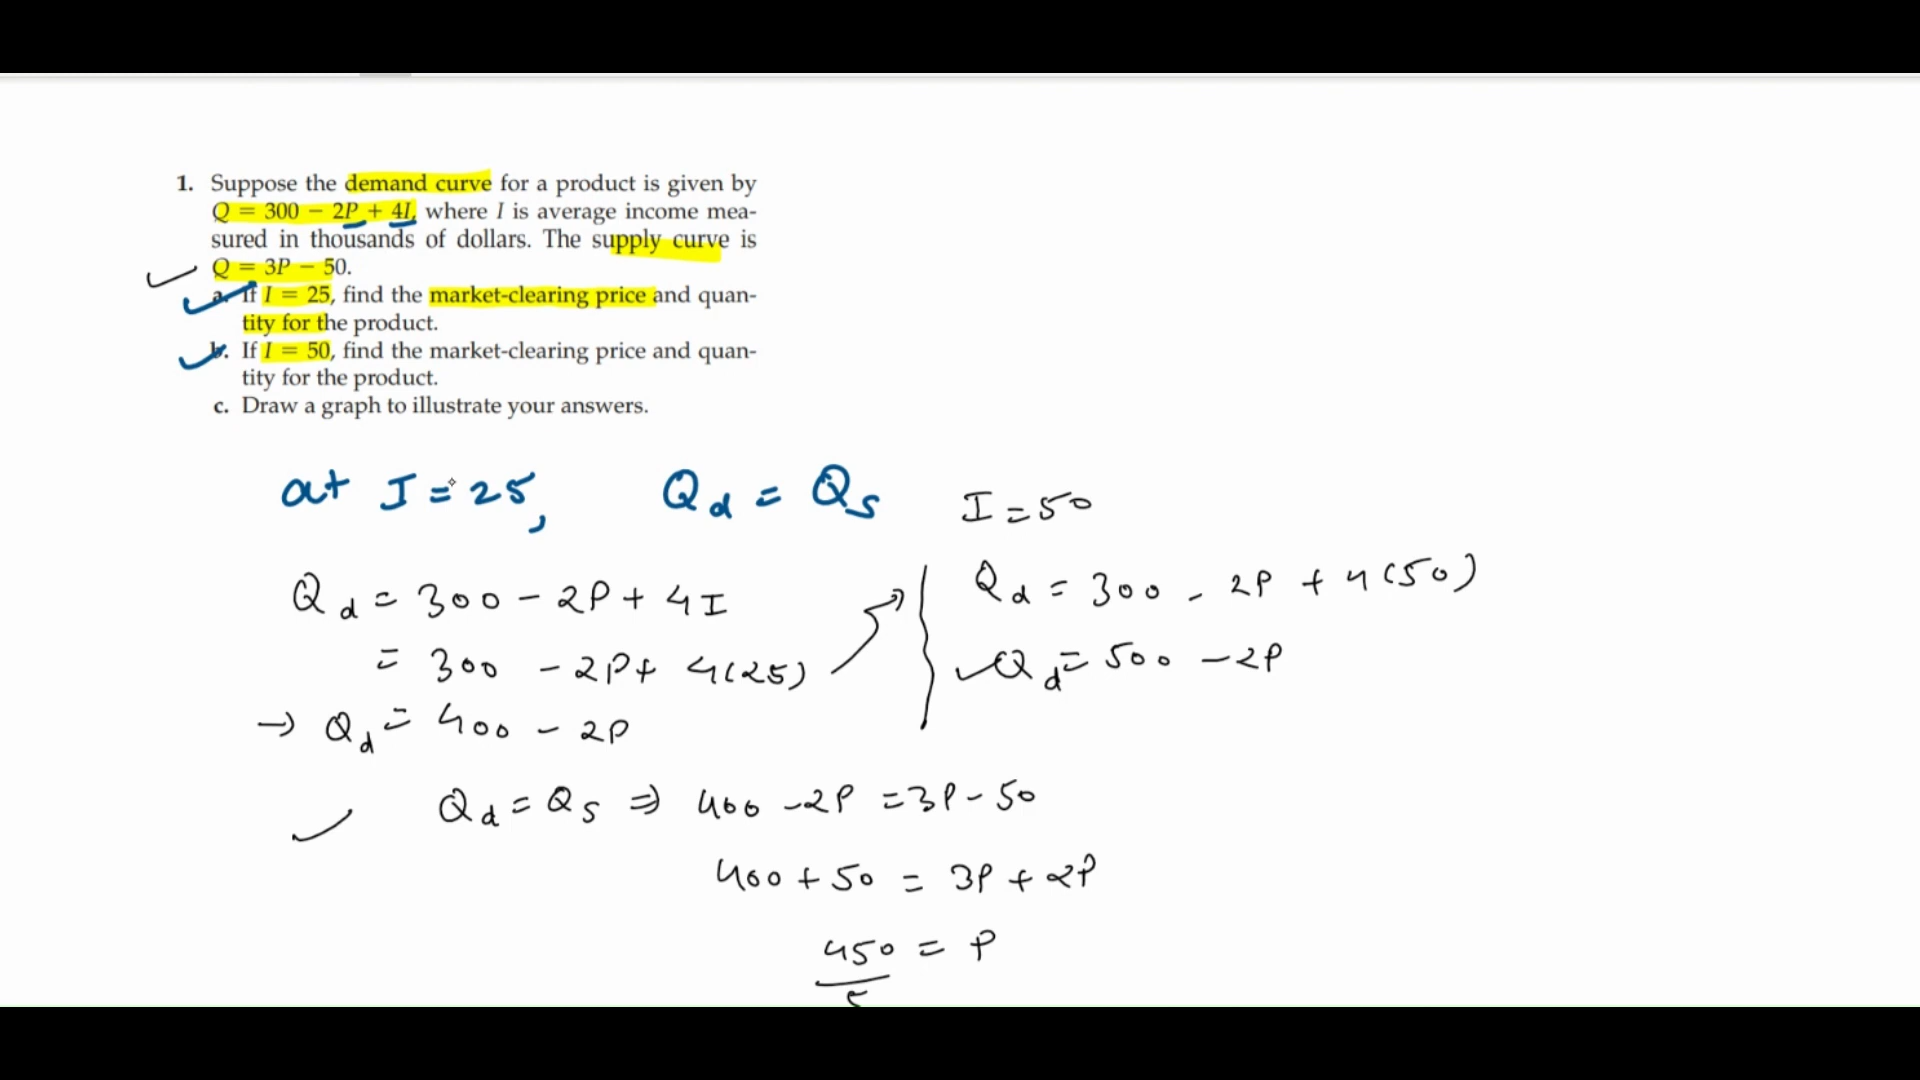 1. Suppose the demand curve for a product is given by
Q = 300 − 2P + 4I, where I is average income mea-
sured in thousands of dollars. The supply curve is
Q = 3P − 50.
a. If I = 25, find the market-clearing price and quan-
tity for the product.
b. If I = 50, find the market-clearing price and quan-
tity for the product.
c. Draw a graph to illustrate your answers.
at I = 25, Qd = Qs
Qd = 300 - 2P + 4I
= 300 - 2P + 4(25)
→ Qd = 400 - 2P
I = 50
Qd = 300 - 2P + 4(50)
Qd = 500 - 2P
Qd = Qs ⇒ 400 - 2P = 3P - 50
400 + 50 = 3P + 2P
450 = P
5